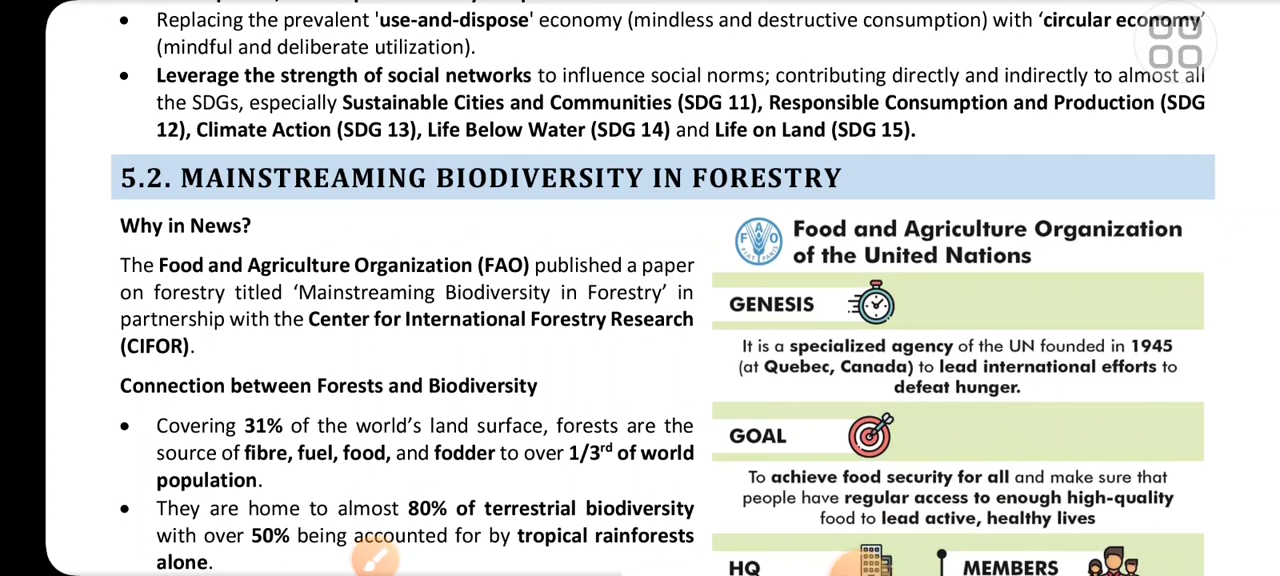 • Replacing the prevalent 'use-and-dispose' economy (mindless and destructive consumption) with ‘circular economy’
(mindful and deliberate utilization).
• Leverage the strength of social networks to influence social norms; contributing directly and indirectly to almost all
the SDGs, especially Sustainable Cities and Communities (SDG 11), Responsible Consumption and Production (SDG
12), Climate Action (SDG 13), Life Below Water (SDG 14) and Life on Land (SDG 15).
5.2. MAINSTREAMING BIODIVERSITY IN FORESTRY
Why in News?
The Food and Agriculture Organization (FAO) published a paper
on forestry titled ‘Mainstreaming Biodiversity in Forestry’ in
partnership with the Center for International Forestry Research
(CIFOR).
Connection between Forests and Biodiversity
• Covering 31% of the world’s land surface, forests are the
source of fibre, fuel, food, and fodder to over 1/3rd of world
population.
• They are home to almost 80% of terrestrial biodiversity
with over 50% being accounted for by tropical rainforests
alone.
FAO
FIAT PANIS
Food and Agriculture Organization
of the United Nations
GENESIS
It is a specialized agency of the UN founded in 1945
(at Quebec, Canada) to lead international efforts to
defeat hunger.
GOAL
To achieve food security for all and make sure that
people have regular access to enough high-quality
food to lead active, healthy lives
HQ
MEMBERS